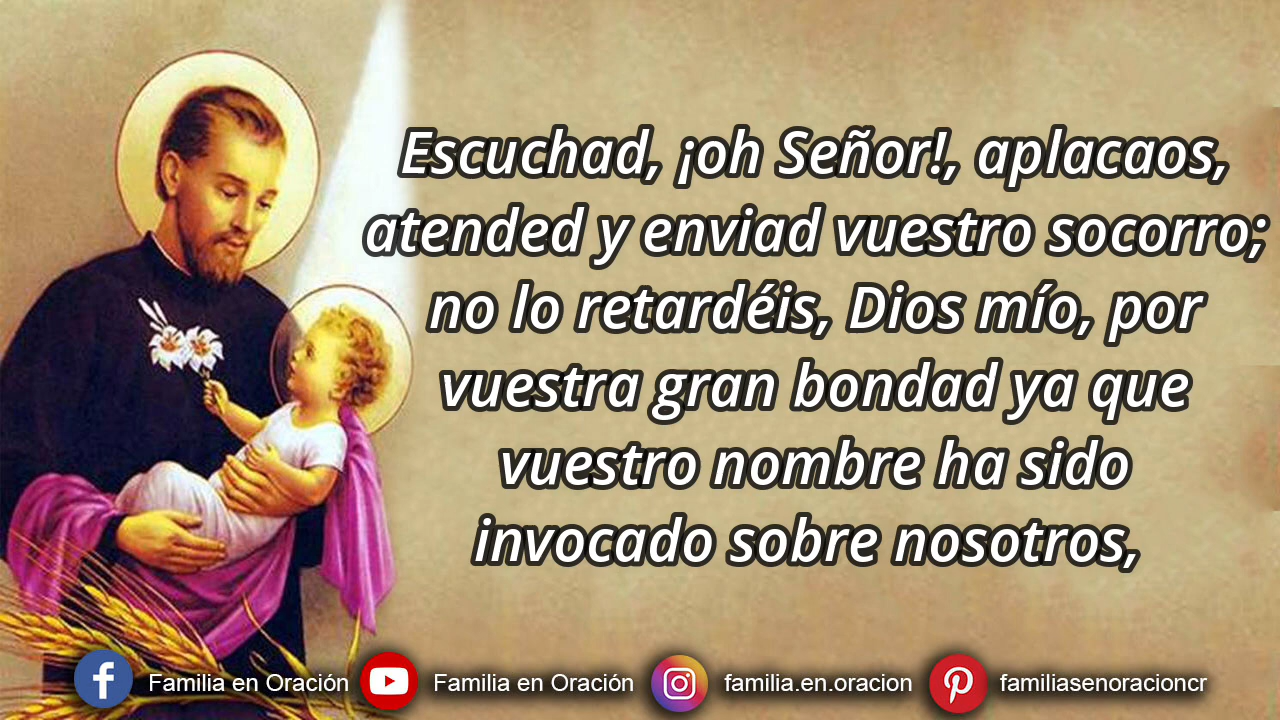 Escuchad, ¡oh Señor!, aplacaos,
atended y enviad vuestro socorro;
no lo retardéis, Dios mío, por
vuestra gran bondad ya que
vuestro nombre ha sido
invocado sobre nosotros,
Familia en Oración
Familia en Oración
familia.en.oracion
familiasenoracioncr